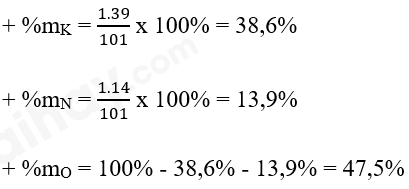 + %mK = 1.39/101 x 100% = 38,6%
+ %mN = 1.14/101 x 100% = 13,9%
+ %mO = 100% - 38,6% - 13,9% = 47,5%